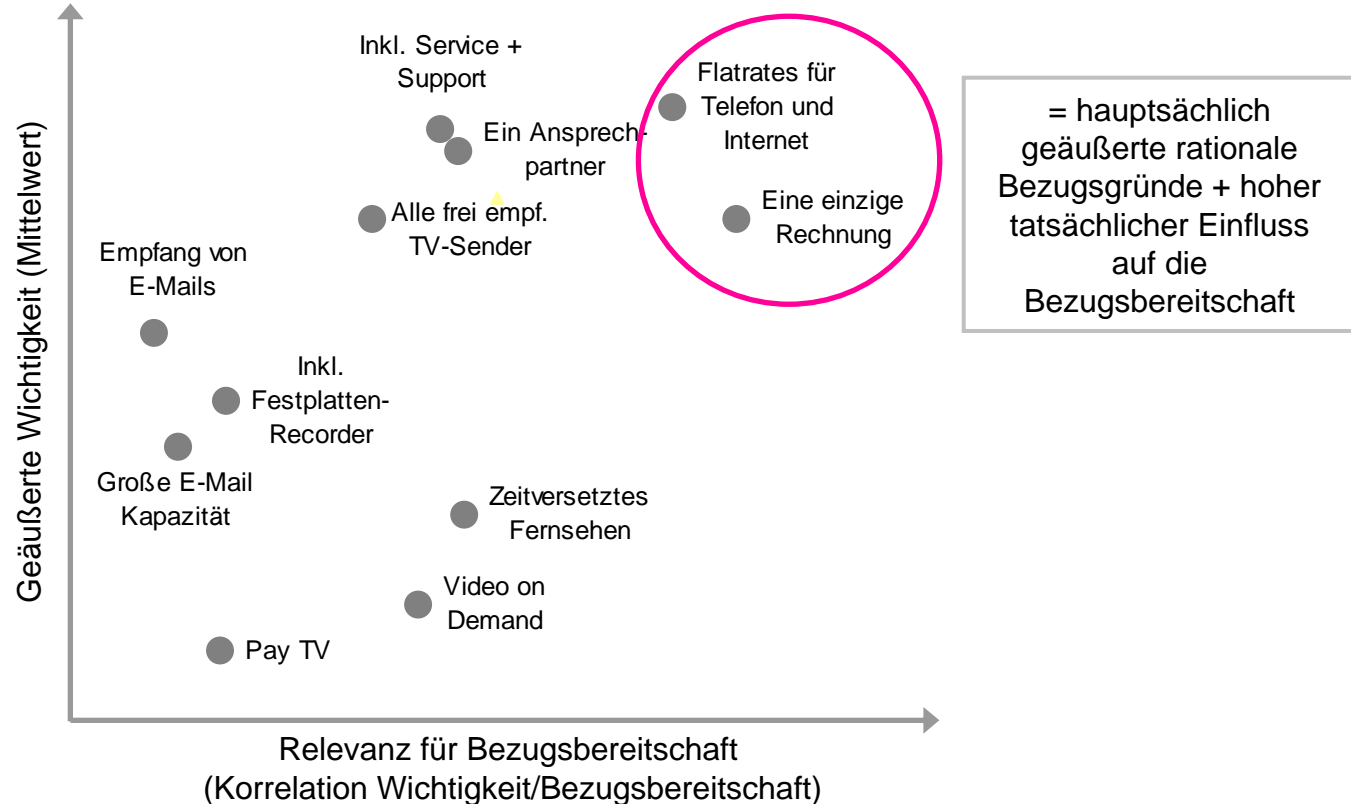 Geäußerte Wichtigkeit (Mittelwert)
Inkl. Service +
Support
Flatrates für
Telefon und
Internet
Ein Ansprech-
partner
Eine einzige
Rechnung
Alle frei empf.
TV-Sender
Empfang von
E-Mails
Inkl.
Festplatten-
Recorder
Große E-Mail
Kapazität
Zeitversetztes
Fernsehen
Video on
Demand
Pay TV
= hauptsächlich
geäußerte rationale
Bezugsgründe + hoher
tatsächlicher Einfluss
auf die
Bezugsbereitschaft
Relevanz für Bezugsbereitschaft
(Korrelation Wichtigkeit/Bezugsbereitschaft)